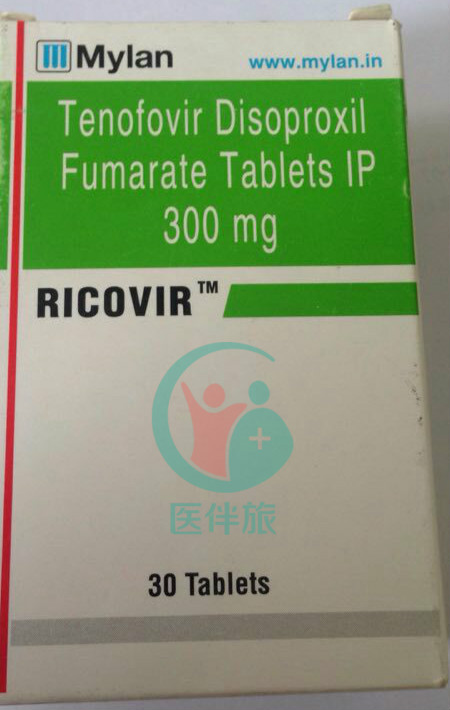 Mylan
www.mylan.in
Tenofovir Disoproxil
Fumarate Tablets IP
300 mg
RICOVIR™
医伴旅
30 Tablets